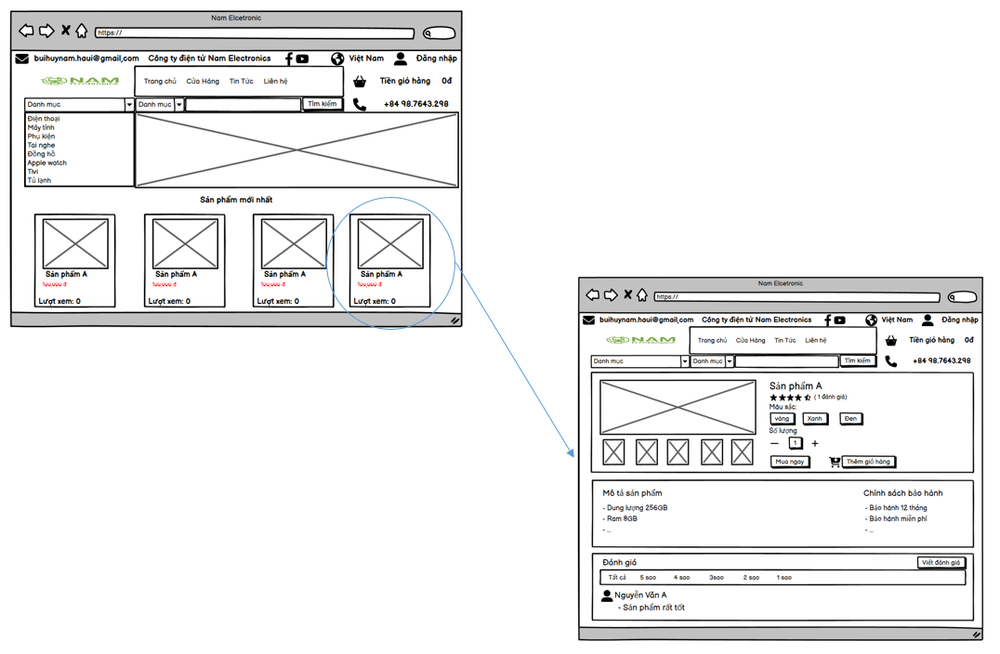 Nam Elcetronic
https://
buihuynam.haui@gmail,com Công ty điện tử Nam Electronics Việt Nam Đăng nhập
NAM Trang chủ Cửa Hàng Tin Tức Liên hệ Tiền giỏ hàng 0đ
Danh mục Danh mục Tìm kiếm +84 98.7643.298
Điện thoại
Máy tính
Phụ kiện
Tai nghe
Đồng hồ
Apple watch
Tivi
Tủ lạnh
Sản phẩm mới nhất
Sản phẩm A Sản phẩm A Sản phẩm A Sản phẩm A
Lượt xem: 0 Lượt xem: 0 Lượt xem: 0 Lượt xem: 0
Nam Elcetronic
https://
buihuynam.haui@gmail,com Công ty điện tử Nam Electronics Việt Nam Đăng nhập
NAM Trang chủ Cửa Hàng Tin Tức Liên hệ Tiền giỏ hàng 0đ
Danh mục Danh mục Tìm kiếm +84 98.7643.298
Sản phẩm A
( 1 đánh giá)
Màu sắc:
vàng Xanh Đen
Số lượng
— 1 +
Mua ngay Thêm giỏ hàng
Mô tả sản phẩm Chính sách bảo hành
- Dung lượng 256GB - Bảo hành 12 tháng
- Ram 8GB - Bảo hành miễn phí
- ... - ...
Đánh giá Viết đánh giá
Tất cả 5 sao 4 sao 3sao 2 sao 1 sao
Nguyễn Văn A
- Sản phẩm rất tốt